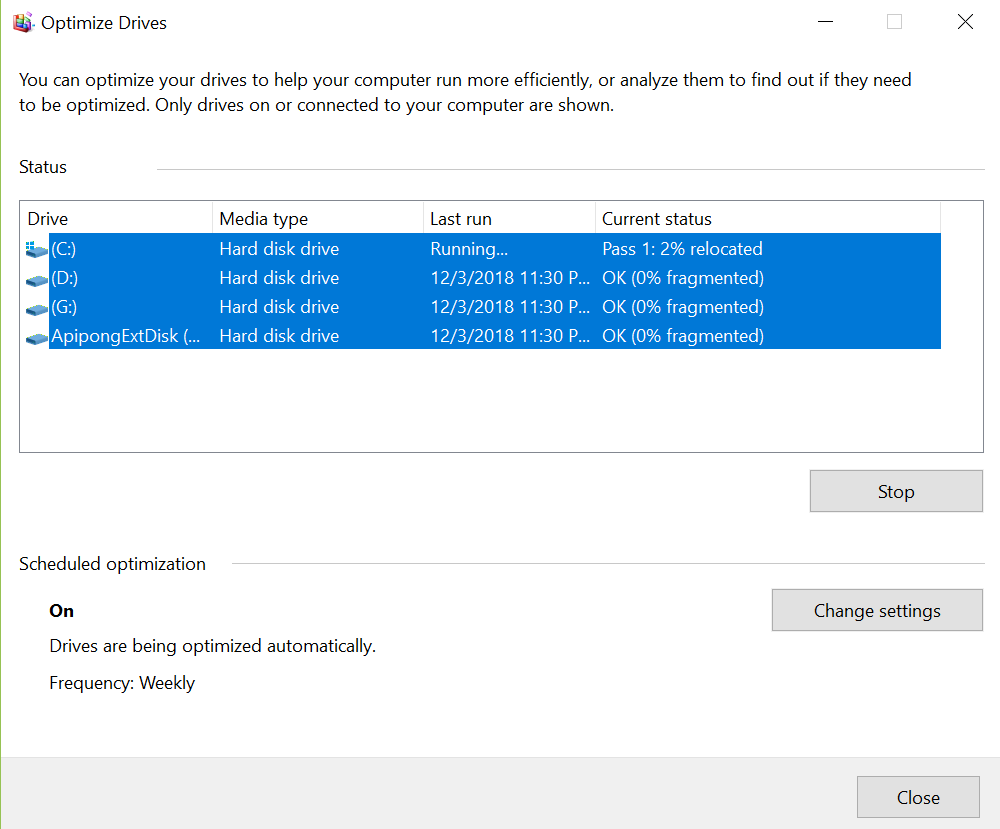 Optimize Drives
You can optimize your drives to help your computer run more efficiently, or analyze them to find out if they need
to be optimized. Only drives on or connected to your computer are shown.
Status
Drive Media type Last run Current status
(C:) Hard disk drive Running... Pass 1: 2% relocated
(D:) Hard disk drive 12/3/2018 11:30 P... OK (0% fragmented)
(G:) Hard disk drive 12/3/2018 11:30 P... OK (0% fragmented)
ApipongExtDisk (... Hard disk drive 12/3/2018 11:30 P... OK (0% fragmented)
Stop
Scheduled optimization
On
Change settings
Drives are being optimized automatically.
Frequency: Weekly
Close